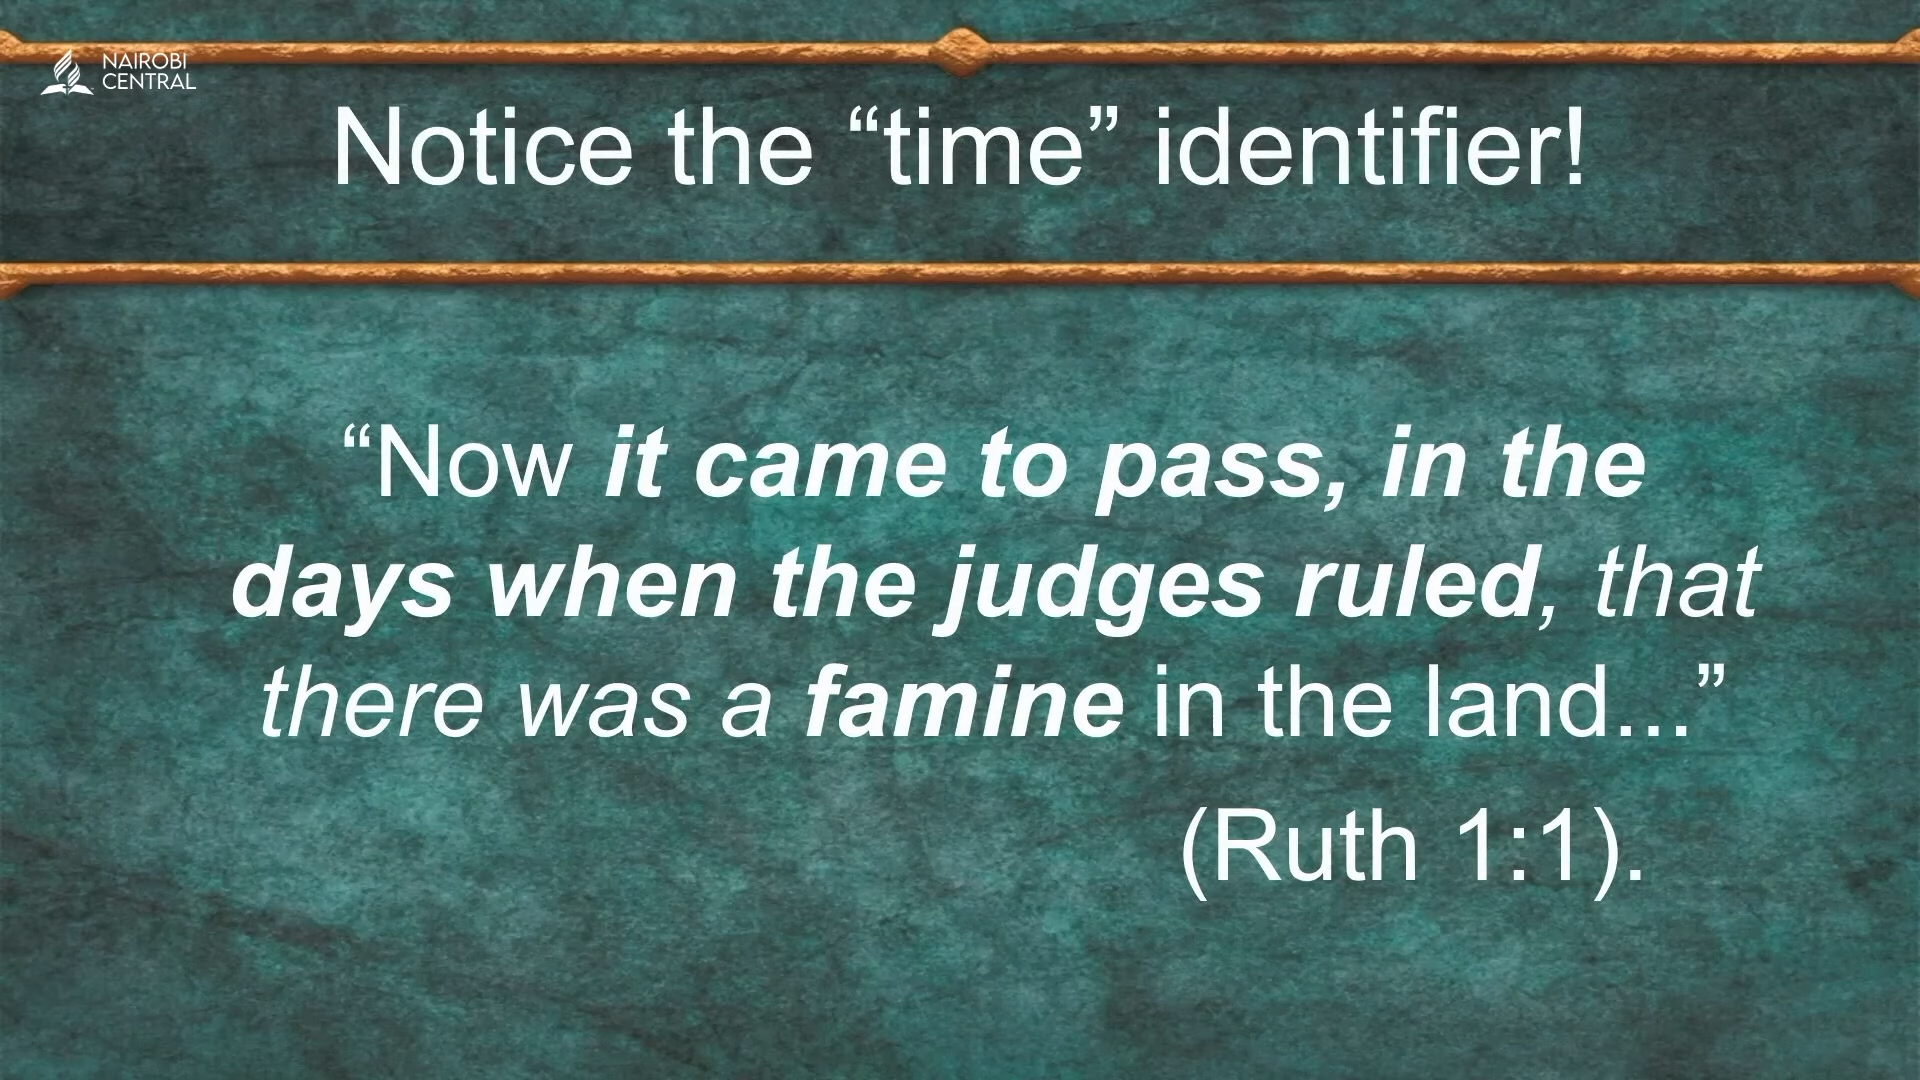 NAIROBI
CENTRAL
Notice the “time” identifier!
“Now it came to pass, in the
days when the judges ruled, that
there was a famine in the land...”
(Ruth 1:1).